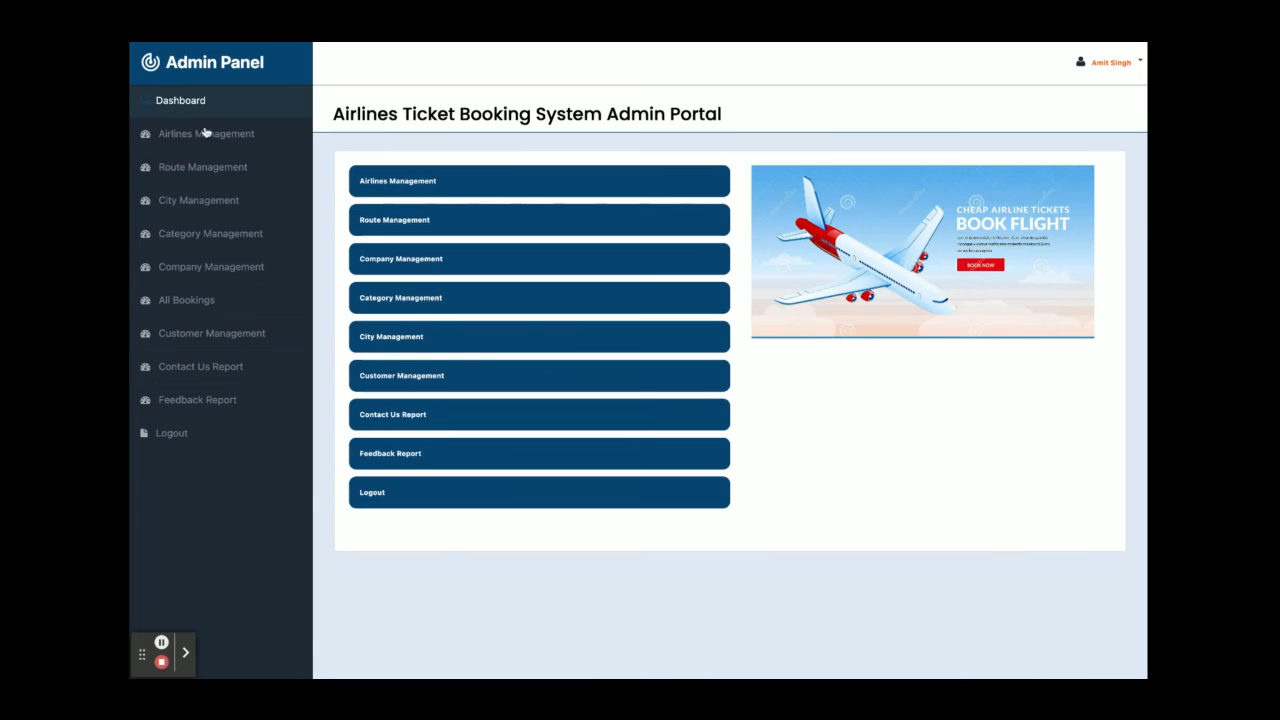 Admin Panel
Amit Singh
Dashboard
Airlines Management
Route Management
City Management
Category Management
Company Management
All Bookings
Customer Management
Contact Us Report
Feedback Report
Logout
Airlines Ticket Booking System Admin Portal
Airlines Management
Route Management
Company Management
Category Management
City Management
Customer Management
Contact Us Report
Feedback Report
Logout
CHEAP AIRLINE TICKETS
BOOK FLIGHT
BOOK NOW